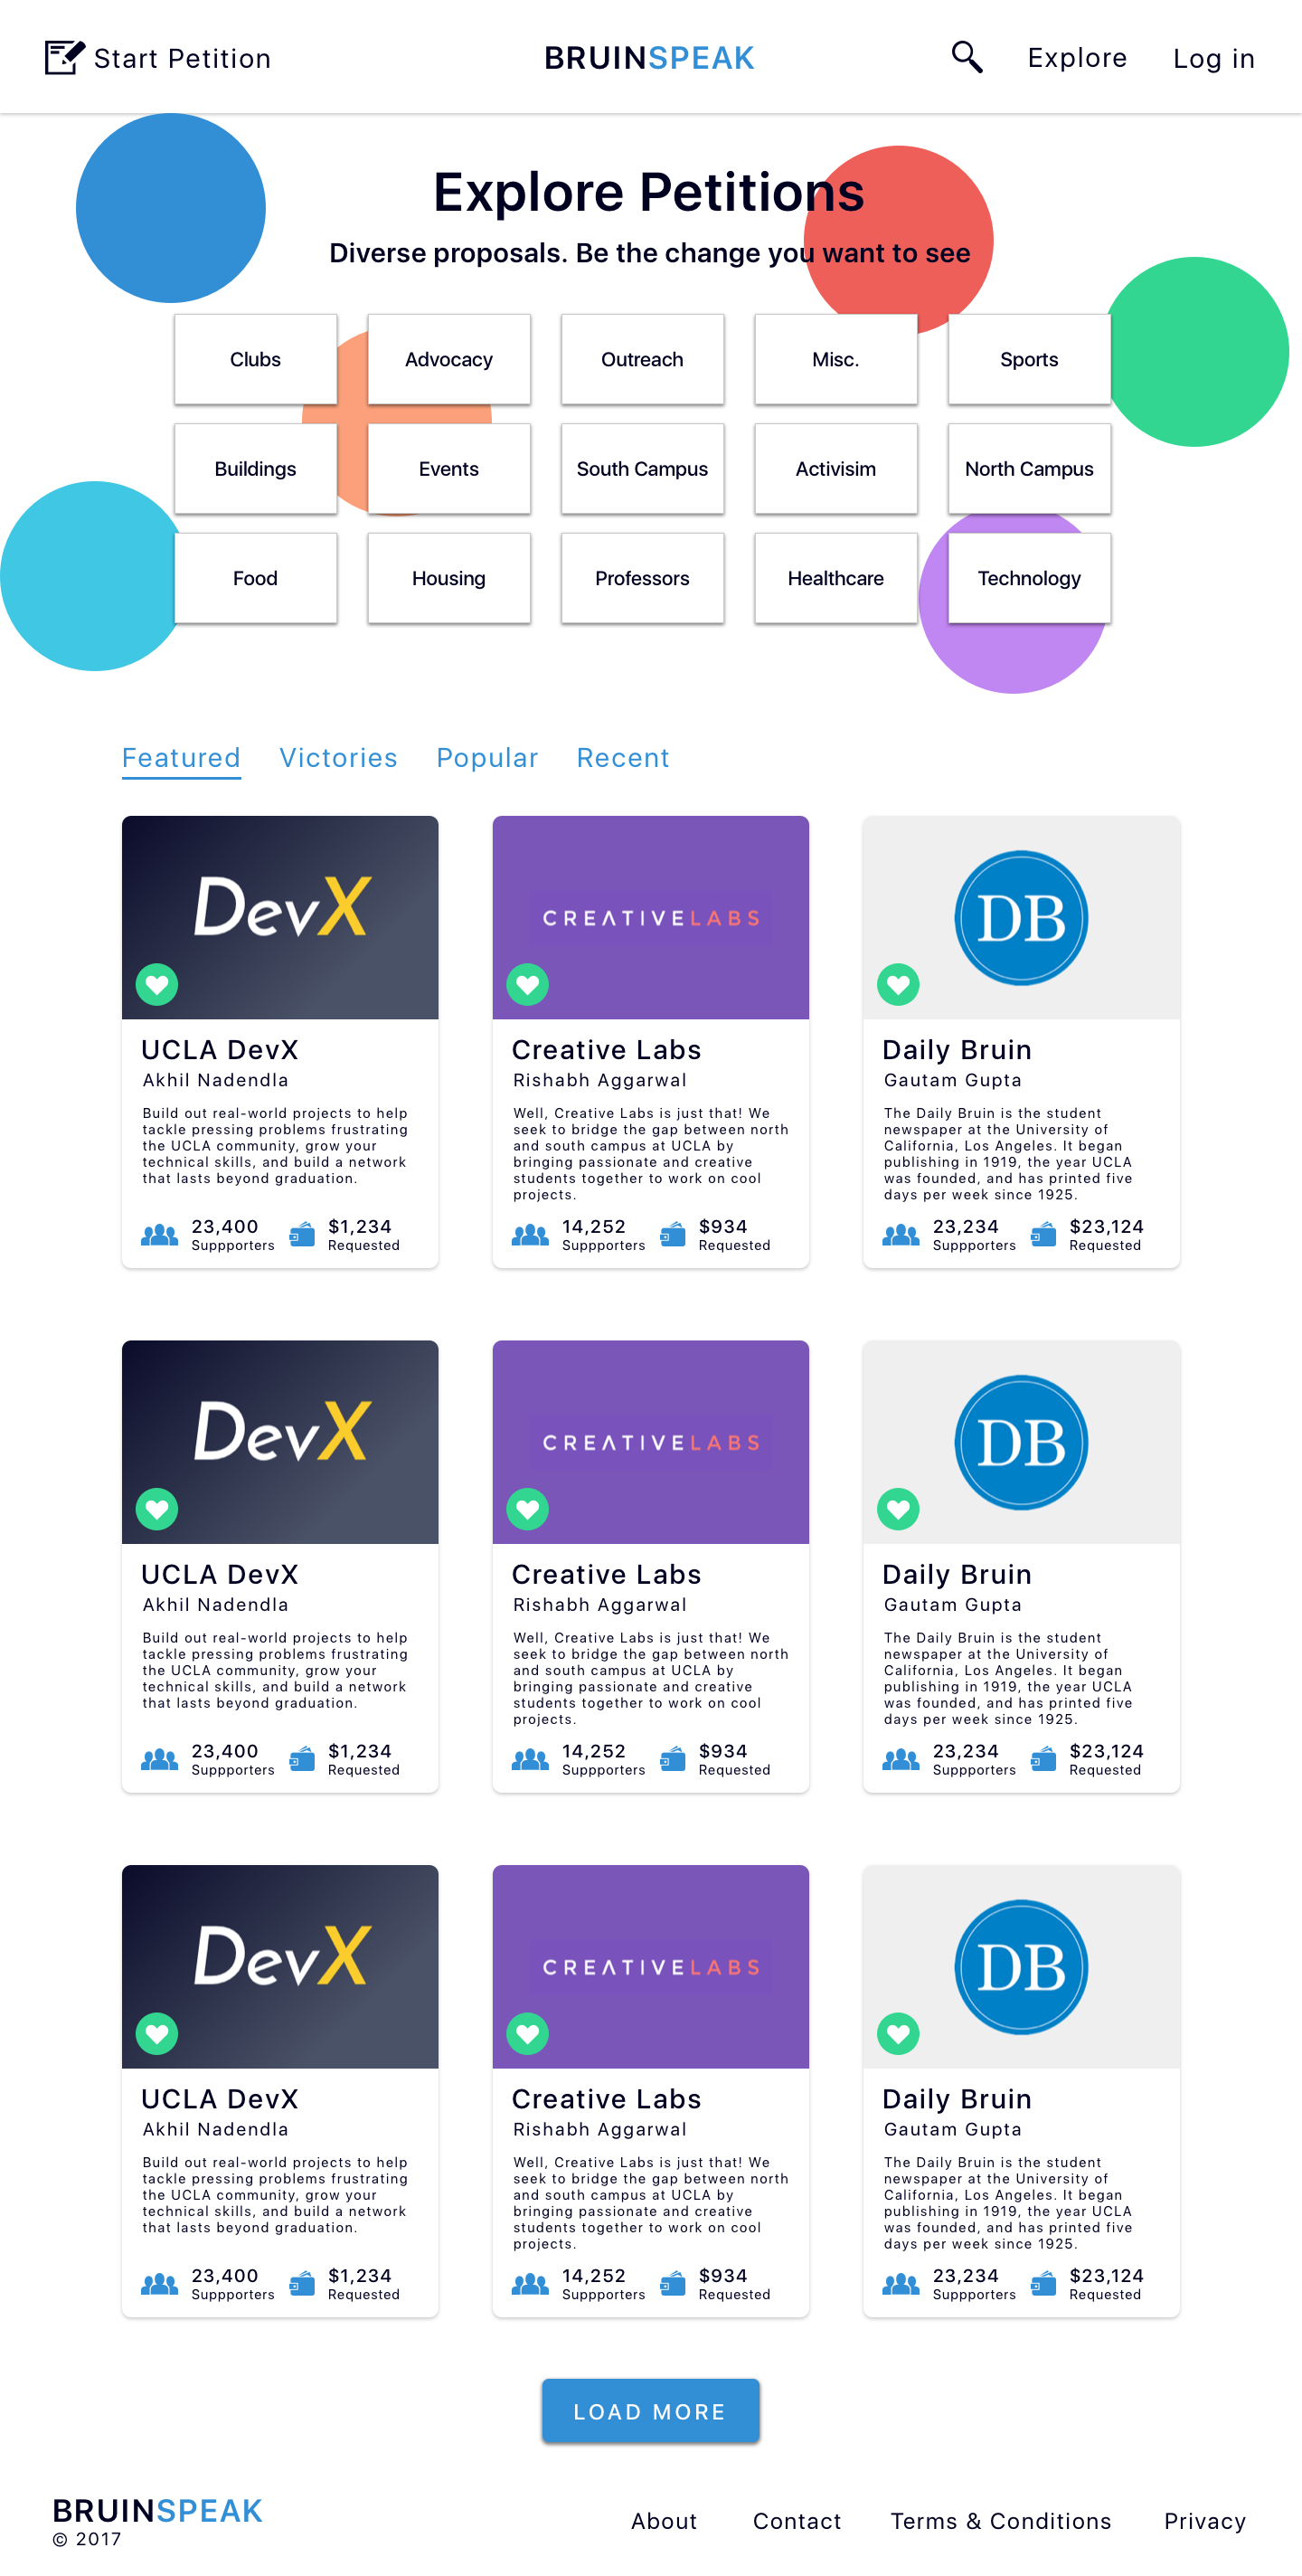 Start Petition
BRUINSPEAK
Explore
Log in
Explore Petitions
Diverse proposals. Be the change you want to see
Clubs
Advocacy
Outreach
Misc.
Sports
Buildings
Events
South Campus
Activisim
North Campus
Food
Housing
Professors
Healthcare
Technology
Featured
Victories
Popular
Recent
DevX
UCLA DevX
Akhil Nadendla
Build out real-world projects to help
tackle pressing problems frustrating
the UCLA community, grow your
technical skills, and build a network
that lasts beyond graduation.
23,400
Suppporters
$1,234
Requested
CREATIVELABS
Creative Labs
Rishabh Aggarwal
Well, Creative Labs is just that! We
seek to bridge the gap between north
and south campus at UCLA by
bringing passionate and creative
students together to work on cool
projects.
14,252
Suppporters
$934
Requested
DB
Daily Bruin
Gautam Gupta
The Daily Bruin is the student
newspaper at the University of
California, Los Angeles. It began
publishing in 1919, the year UCLA
was founded, and has printed five
days per week since 1925.
23,234
Suppporters
$23,124
Requested
DevX
UCLA DevX
Akhil Nadendla
Build out real-world projects to help
tackle pressing problems frustrating
the UCLA community, grow your
technical skills, and build a network
that lasts beyond graduation.
23,400
Suppporters
$1,234
Requested
CREATIVELABS
Creative Labs
Rishabh Aggarwal
Well, Creative Labs is just that! We
seek to bridge the gap between north
and south campus at UCLA by
bringing passionate and creative
students together to work on cool
projects.
14,252
Suppporters
$934
Requested
DB
Daily Bruin
Gautam Gupta
The Daily Bruin is the student
newspaper at the University of
California, Los Angeles. It began
publishing in 1919, the year UCLA
was founded, and has printed five
days per week since 1925.
23,234
Suppporters
$23,124
Requested
DevX
UCLA DevX
Akhil Nadendla
Build out real-world projects to help
tackle pressing problems frustrating
the UCLA community, grow your
technical skills, and build a network
that lasts beyond graduation.
23,400
Suppporters
$1,234
Requested
CREATIVELABS
Creative Labs
Rishabh Aggarwal
Well, Creative Labs is just that! We
seek to bridge the gap between north
and south campus at UCLA by
bringing passionate and creative
students together to work on cool
projects.
14,252
Suppporters
$934
Requested
DB
Daily Bruin
Gautam Gupta
The Daily Bruin is the student
newspaper at the University of
California, Los Angeles. It began
publishing in 1919, the year UCLA
was founded, and has printed five
days per week since 1925.
23,234
Suppporters
$23,124
Requested
LOAD MORE
BRUINSPEAK
© 2017
About
Contact
Terms & Conditions
Privacy